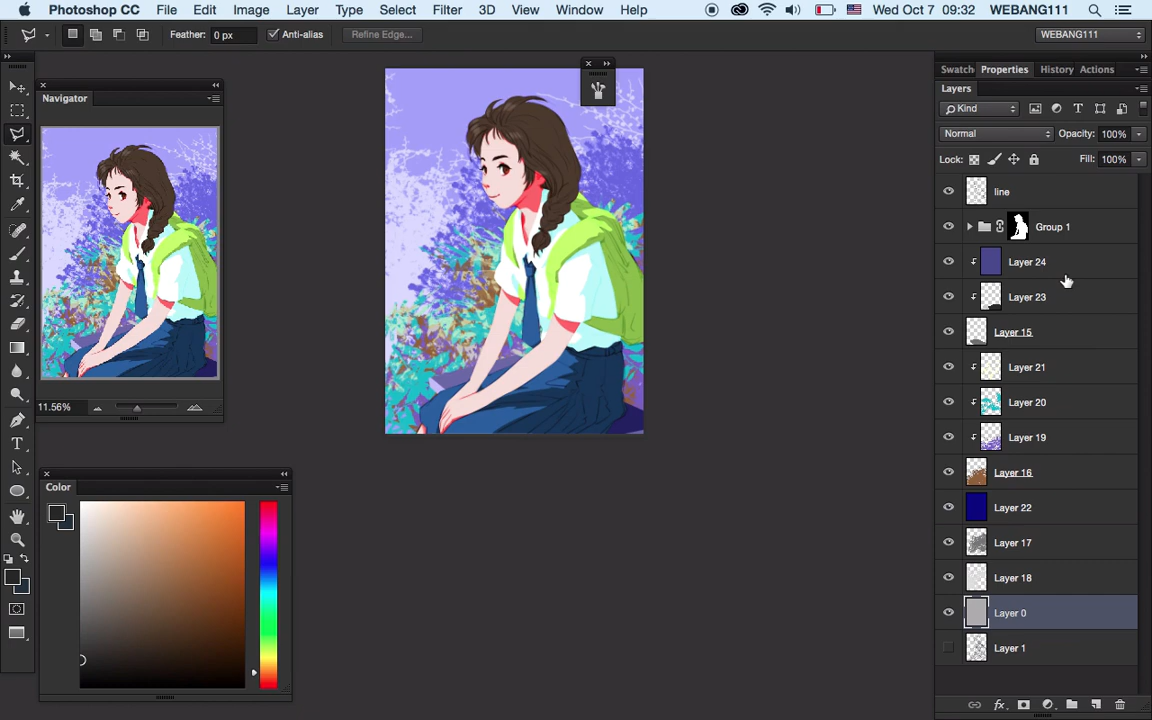 Photoshop CC File Edit Image Layer Type Select Filter 3D View Window Help Wed Oct 7 09:32 WEBANG111
Feather: 0 px Anti-alias Refine Edge... WEBANG111
Swatch Properties History Actions
Navigator
Layers
Kind
Normal Opacity: 100%
Lock: Fill: 100%
line
Group 1
Layer 24
Layer 23
Layer 15
Layer 21
Layer 20
Layer 19
Layer 16
Layer 22
Layer 17
Layer 18
Layer 0
Layer 1
11.56%
Color
fx